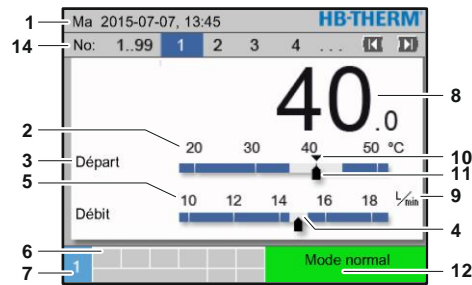 1 Ma 2015-07-07, 13:45 HB-THERM
14 No: 1..99 1 2 3 4 ...
40.0 8
2 20 30 40 50 °C 10
3 Départ 11
5 10 12 14 16 18 L/min 9
Débit 4
6
7 1 Mode normal 12